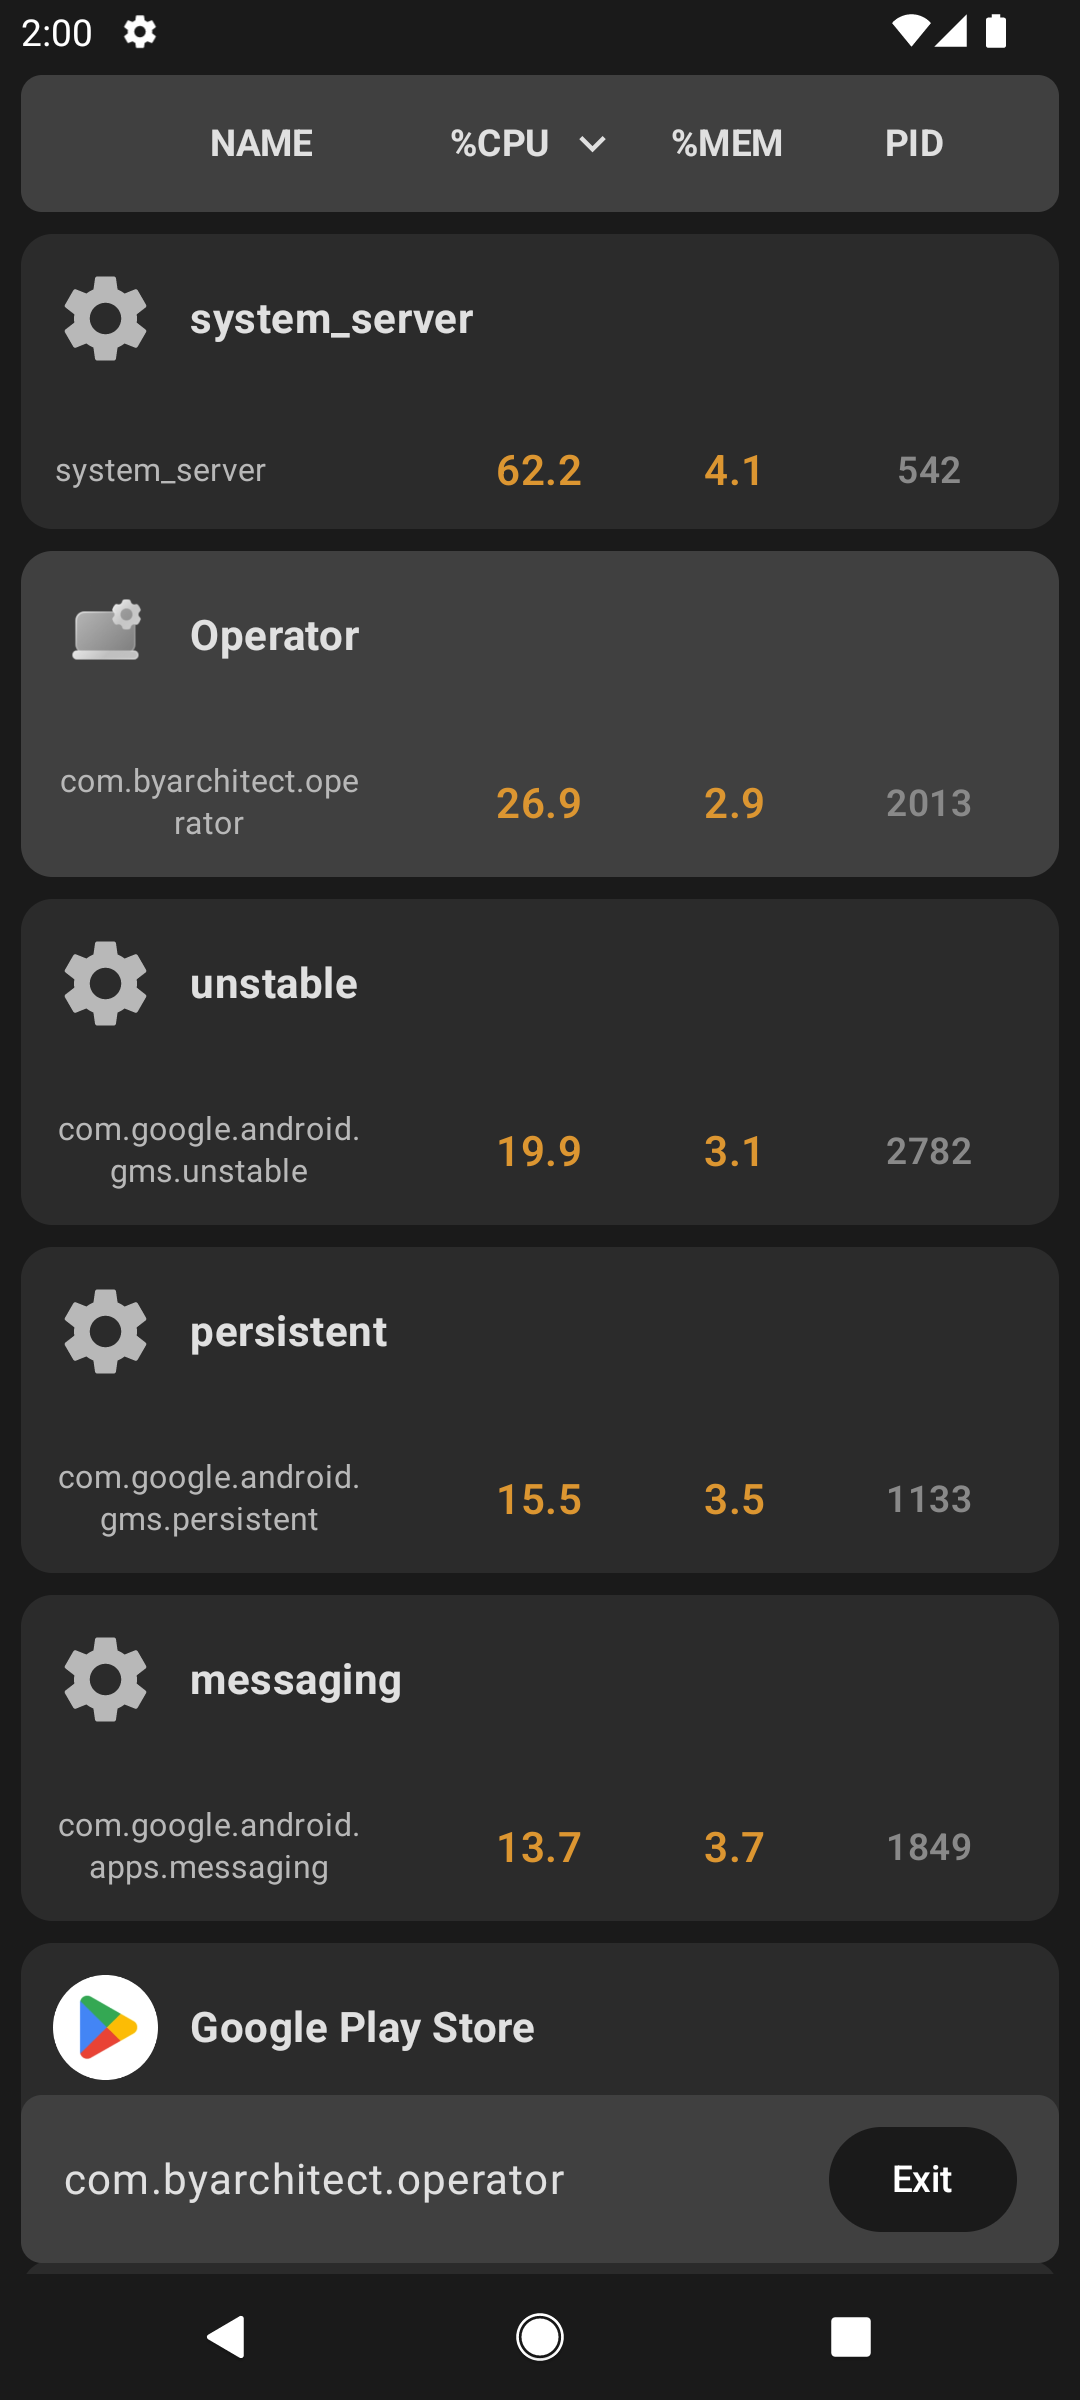 2:00
NAME %CPU %MEM PID
system_server
system_server 62.2 4.1 542
Operator
com.byarchitect.ope
rator
26.9 2.9 2013
unstable
com.google.android.
gms.unstable
19.9 3.1 2782
persistent
com.google.android.
gms.persistent
15.5 3.5 1133
messaging
com.google.android.
apps.messaging
13.7 3.7 1849
Google Play Store
com.byarchitect.operator Exit